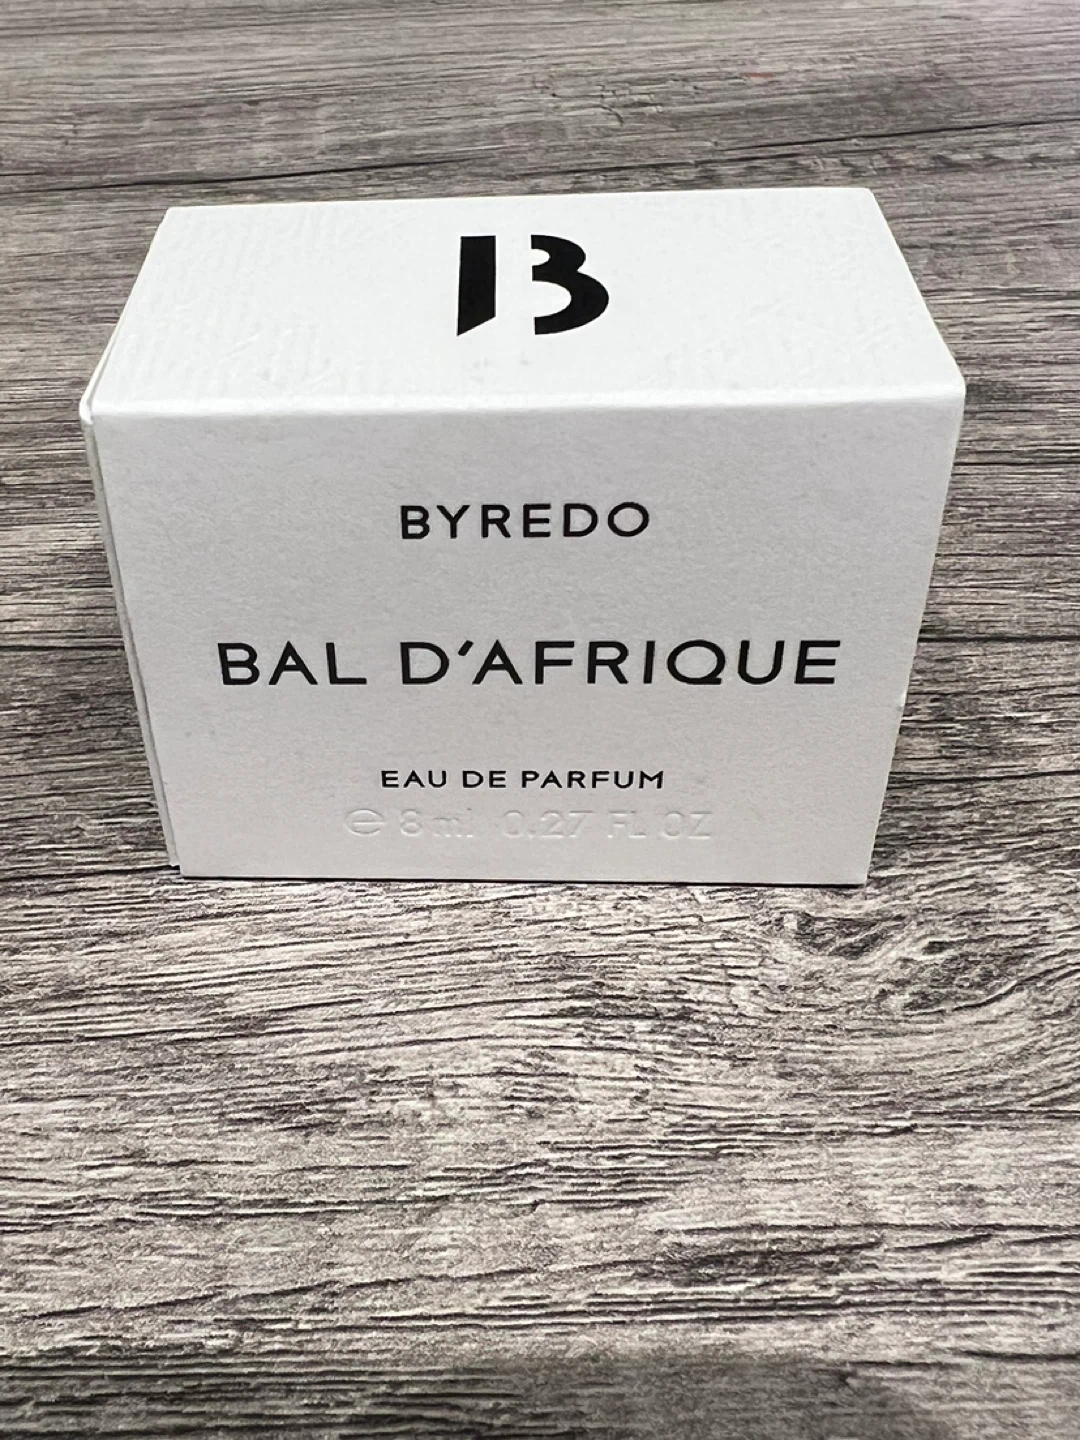 B
BYREDO
BAL D'AFRIQUE
EAU DE PARFUM
℮ 8 ml 0.27 FL OZ